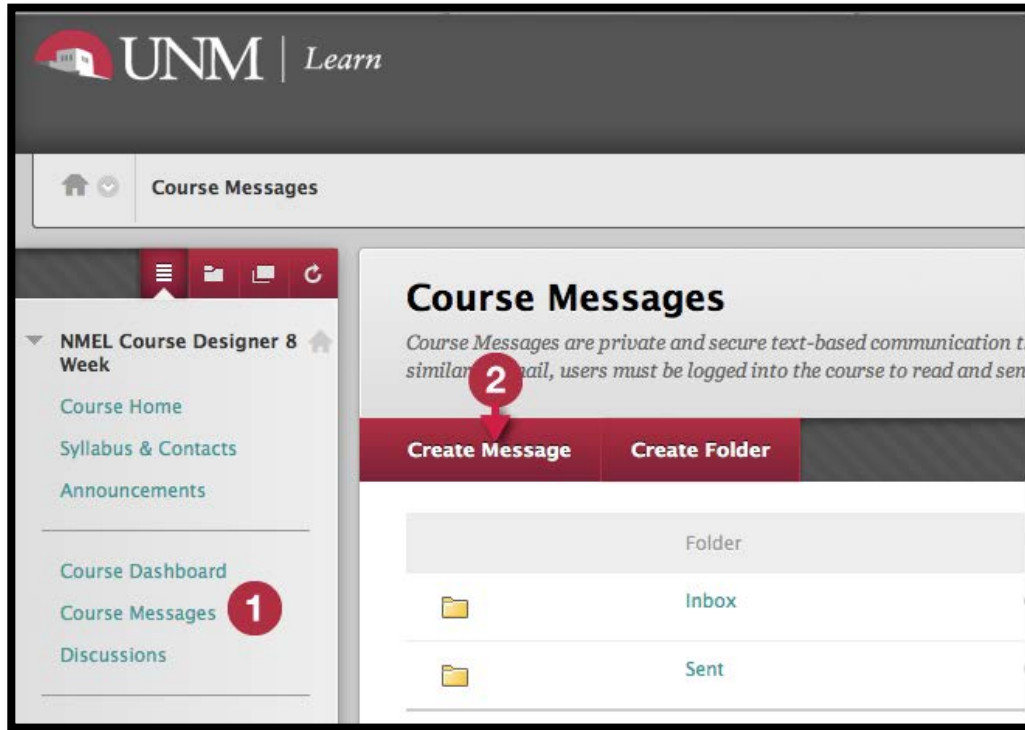 UNM | Learn
Course Messages
NMEL Course Designer 8
Week
Course Home
Syllabus & Contacts
Announcements
Course Dashboard
Course Messages 1
Discussions
Course Messages
Course Messages are private and secure text-based communication
similar mail, users must be logged into the course to read and
2
Create Message Create Folder
Folder
Inbox
Sent